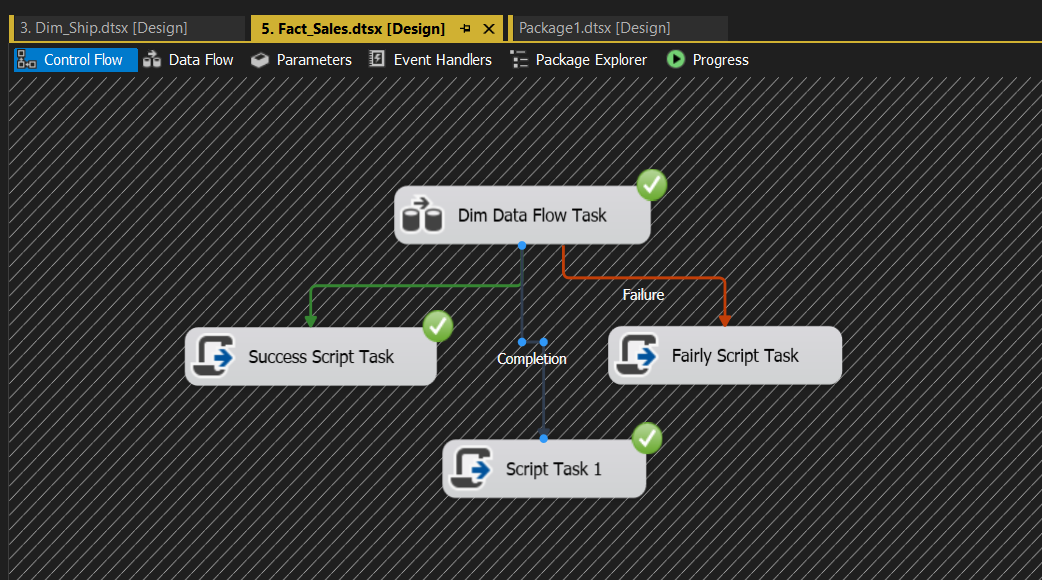 3. Dim_Ship.dtsx [Design]
5. Fact_Sales.dtsx [Design]
Package1.dtsx [Design]
Control Flow
Data Flow
Parameters
Event Handlers
Package Explorer
Progress
Dim Data Flow Task
Failure
Success Script Task
Completion
Fairly Script Task
Script Task 1